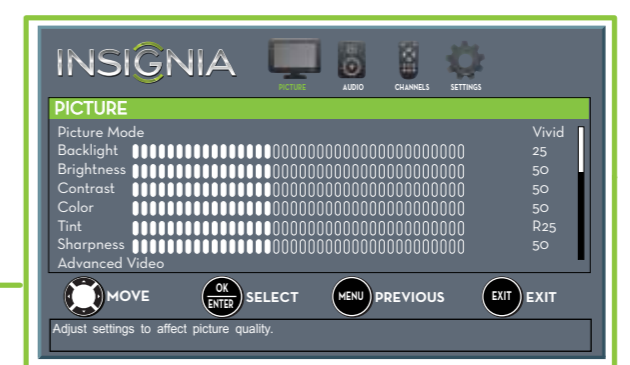 INSIGNIA
PICTURE AUDIO CHANNELS SETTINGS
PICTURE
Picture Mode Vivid
Backlight 25
Brightness 50
Contrast 50
Color 50
Tint R25
Sharpness 50
Advanced Video
MOVE OK ENTER SELECT MENU PREVIOUS EXIT EXIT
Adjust settings to affect picture quality.